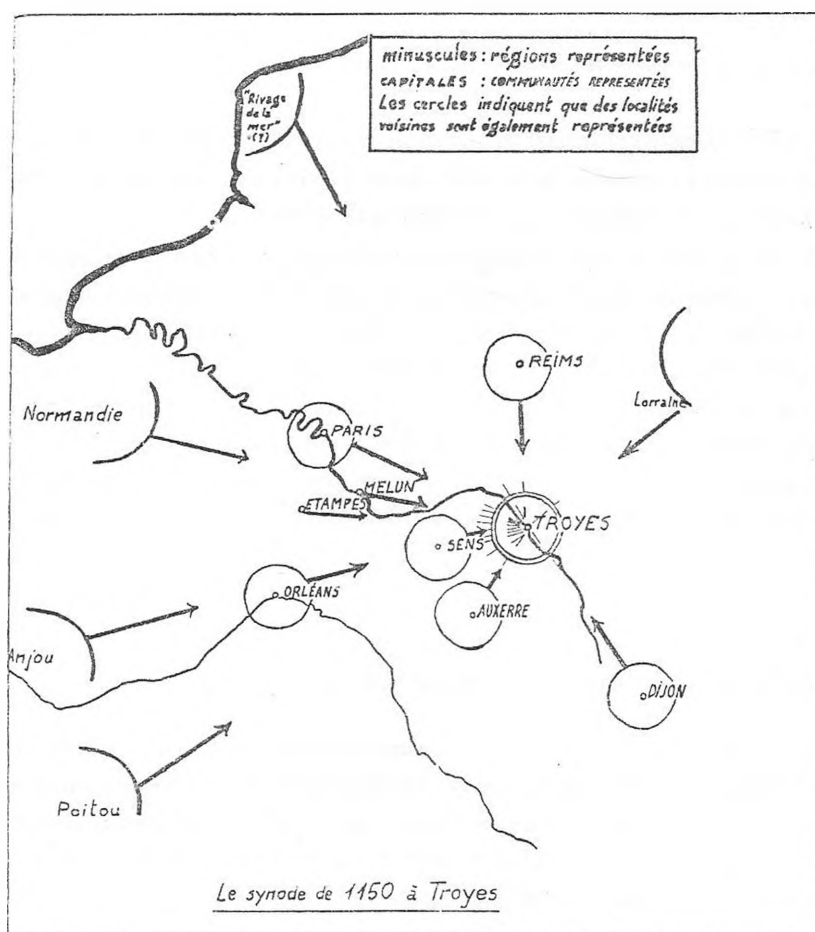 minuscules : régions représentées
CAPITALES : COMMUNAUTÉS REPRESENTÉES
Les cercles indiquent que des localités
voisines sont également représentées
"Rivage
de la
mer"
(?)
REIMS
Lorraine
Normandie
PARIS
MELUN
ETAMPES
TROYES
SENS
ORLÉANS
AUXERRE
Anjou
DIJON
Poitou
Le synode de 1150 à Troyes